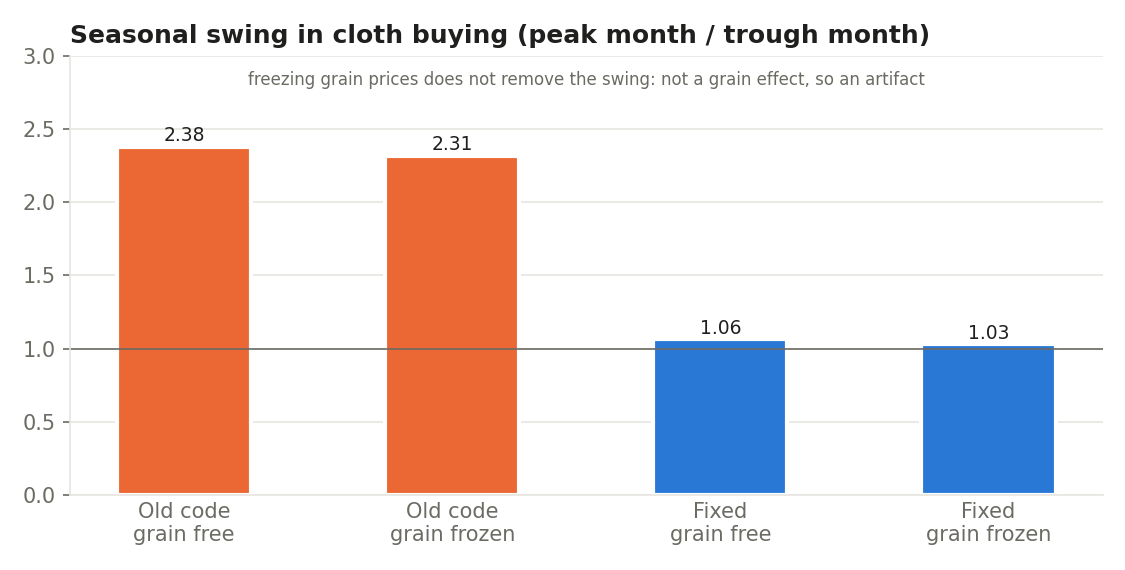 Seasonal swing in cloth buying (peak month / trough month)
3.0
freezing grain prices does not remove the swing: not a grain effect, so an artifact
2.5
2.38
2.31
2.0
1.5
1.06
1.03
1.0
0.5
0.0
Old code
grain free
Old code
grain frozen
Fixed
grain free
Fixed
grain frozen